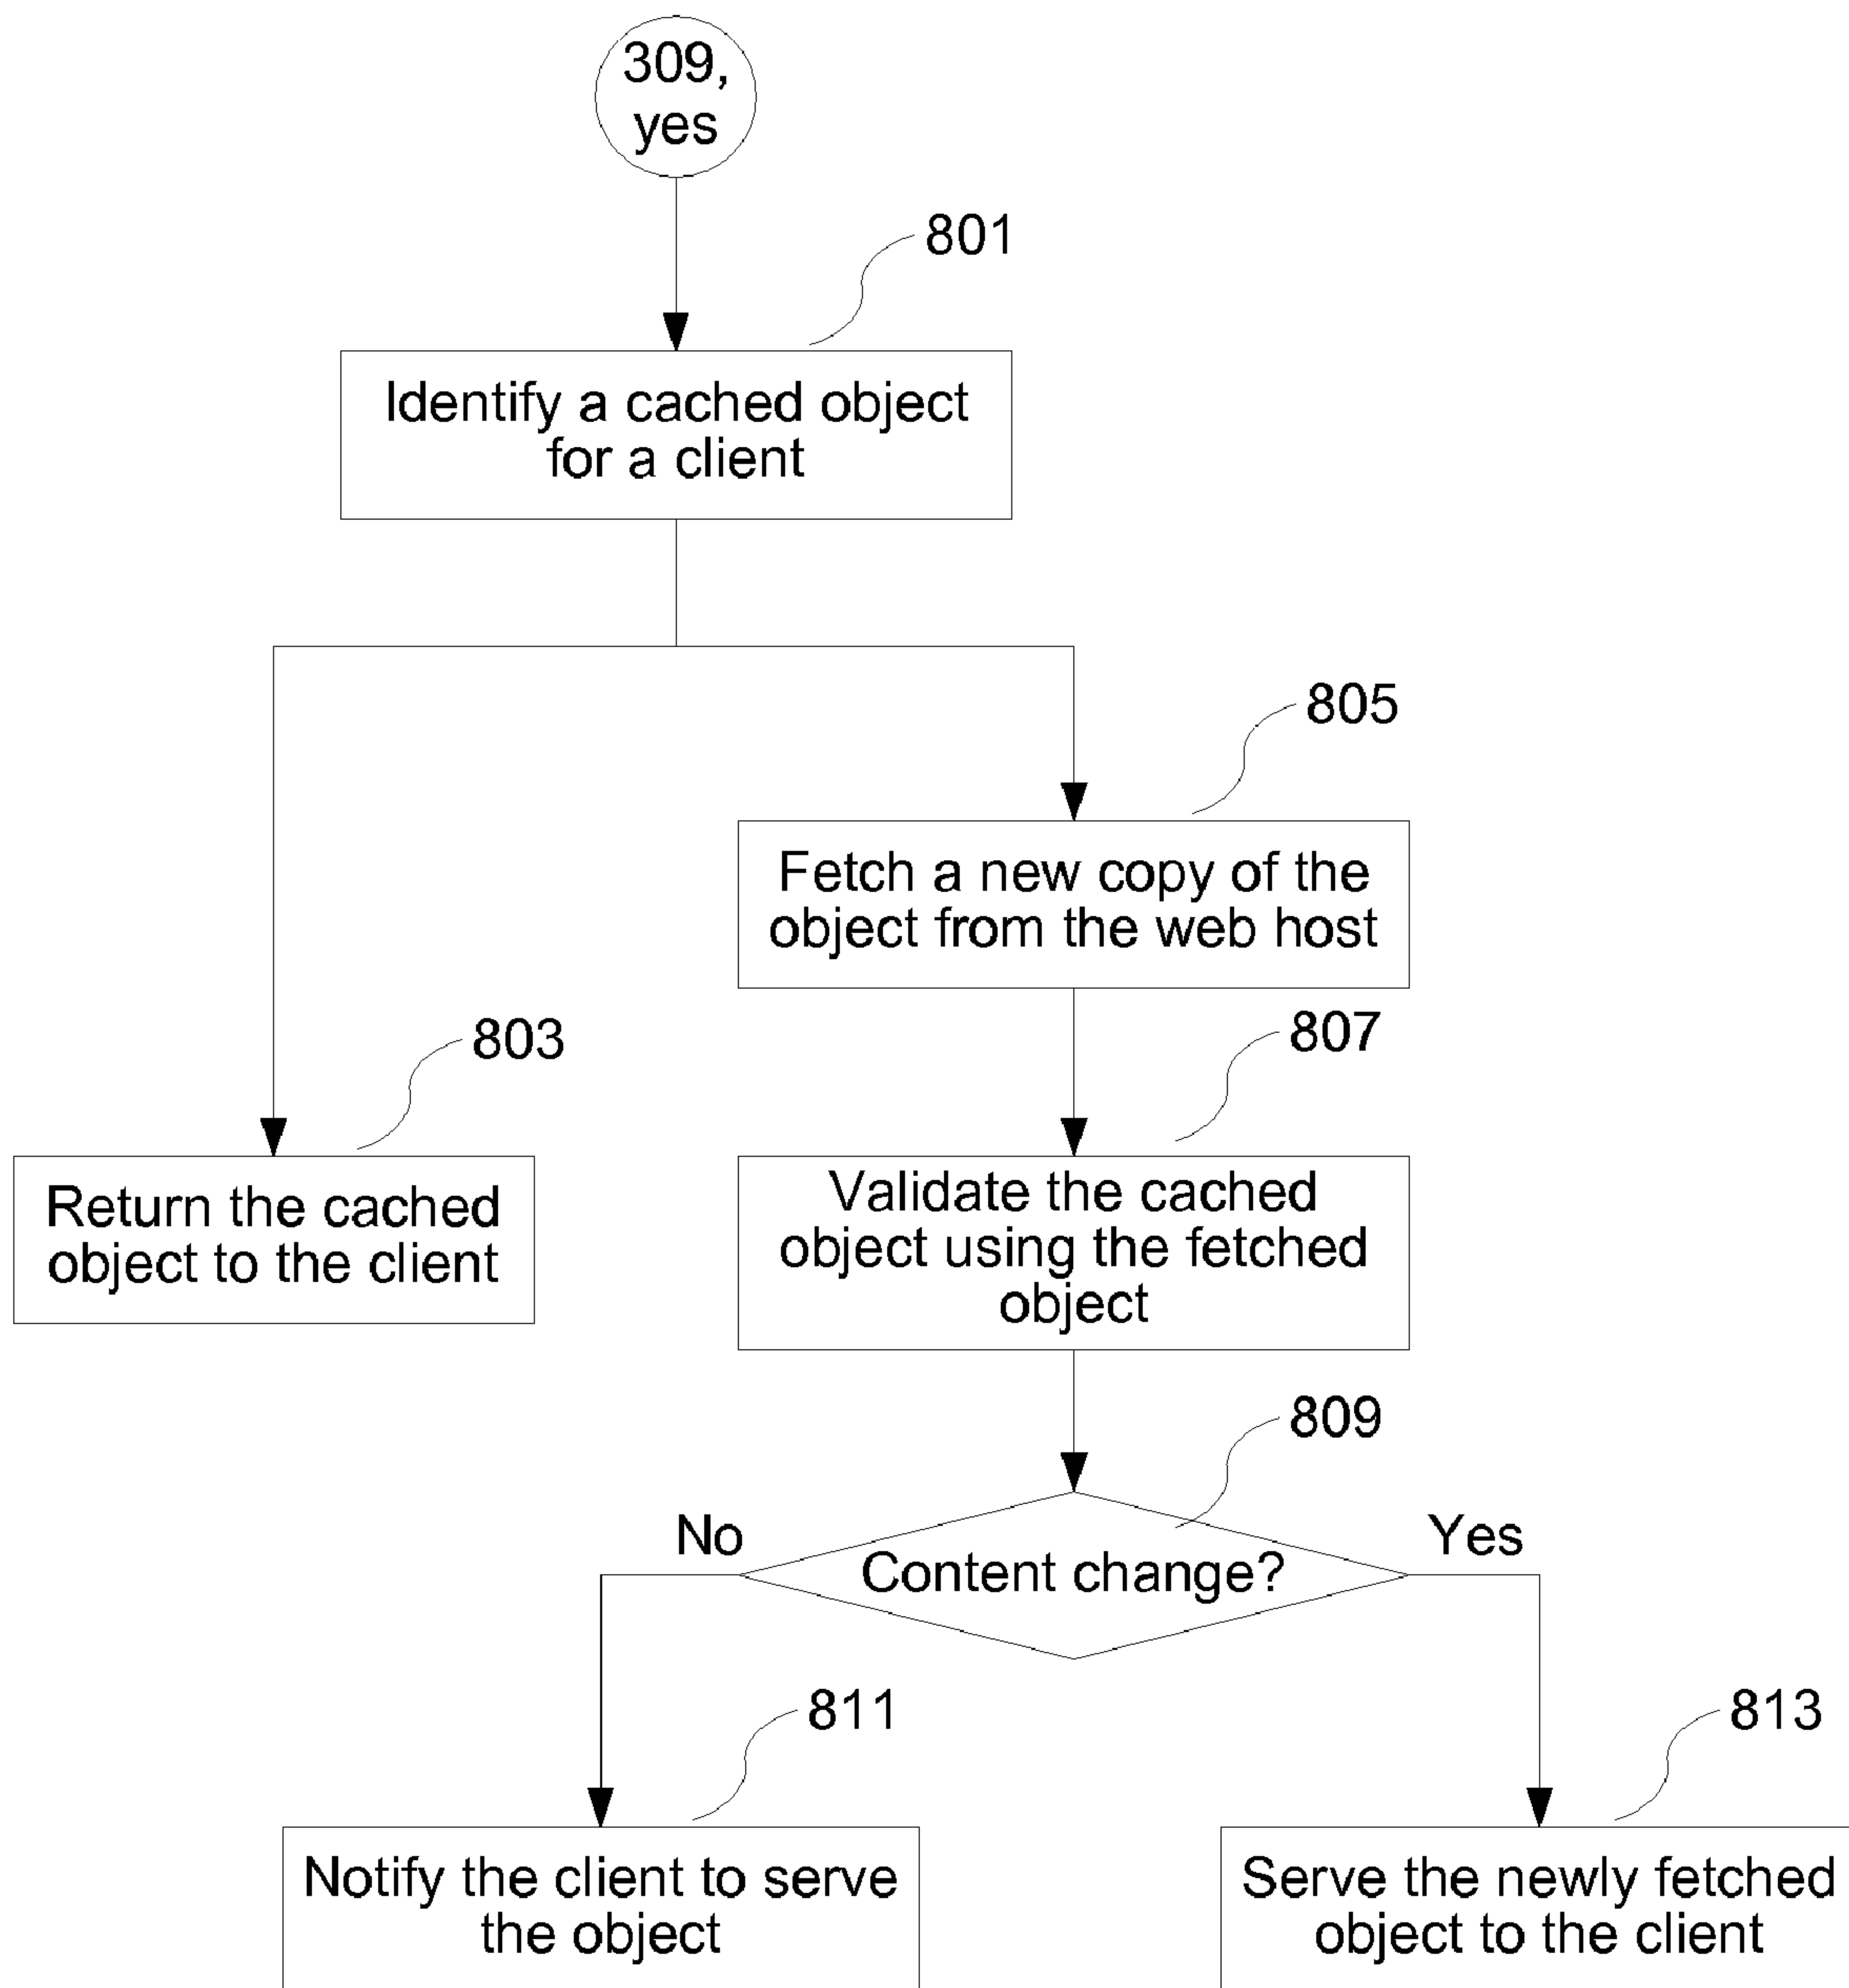 309,
yes
801
Identify a cached object
for a client
805
Fetch a new copy of the
object from the web host
803
807
Return the cached
object to the client
Validate the cached
object using the fetched
object
809
No
Yes
Content change?
811
813
Notify the client to serve
the object
Serve the newly fetched
object to the client